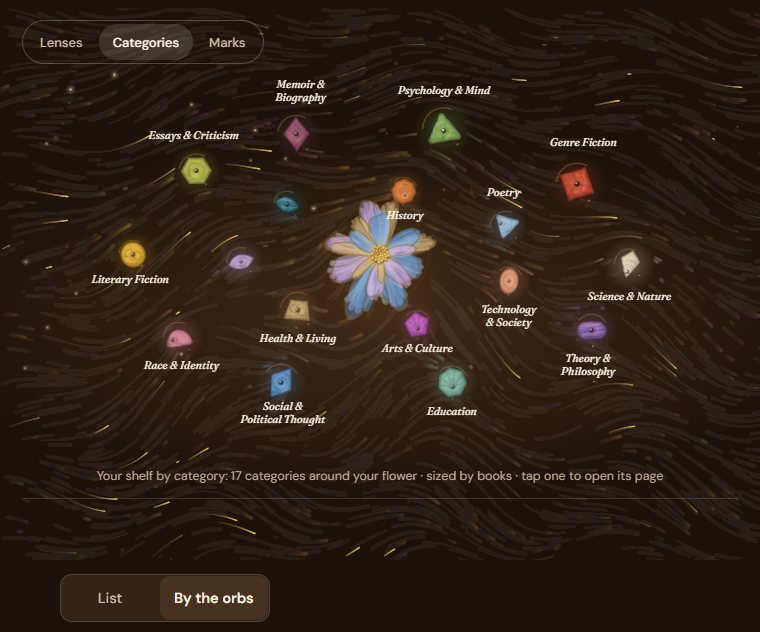 Lenses
Categories
Marks
Memoir &
Biography
Psychology & Mind
Essays & Criticism
Genre Fiction
Poetry
History
Literary Fiction
Science & Nature
Technology
& Society
Health & Living
Arts & Culture
Race & Identity
Theory &
Philosophy
Social &
Political Thought
Education
Your shelf by category: 17 categories around your flower · sized by books · tap one to open its page
List
By the orbs